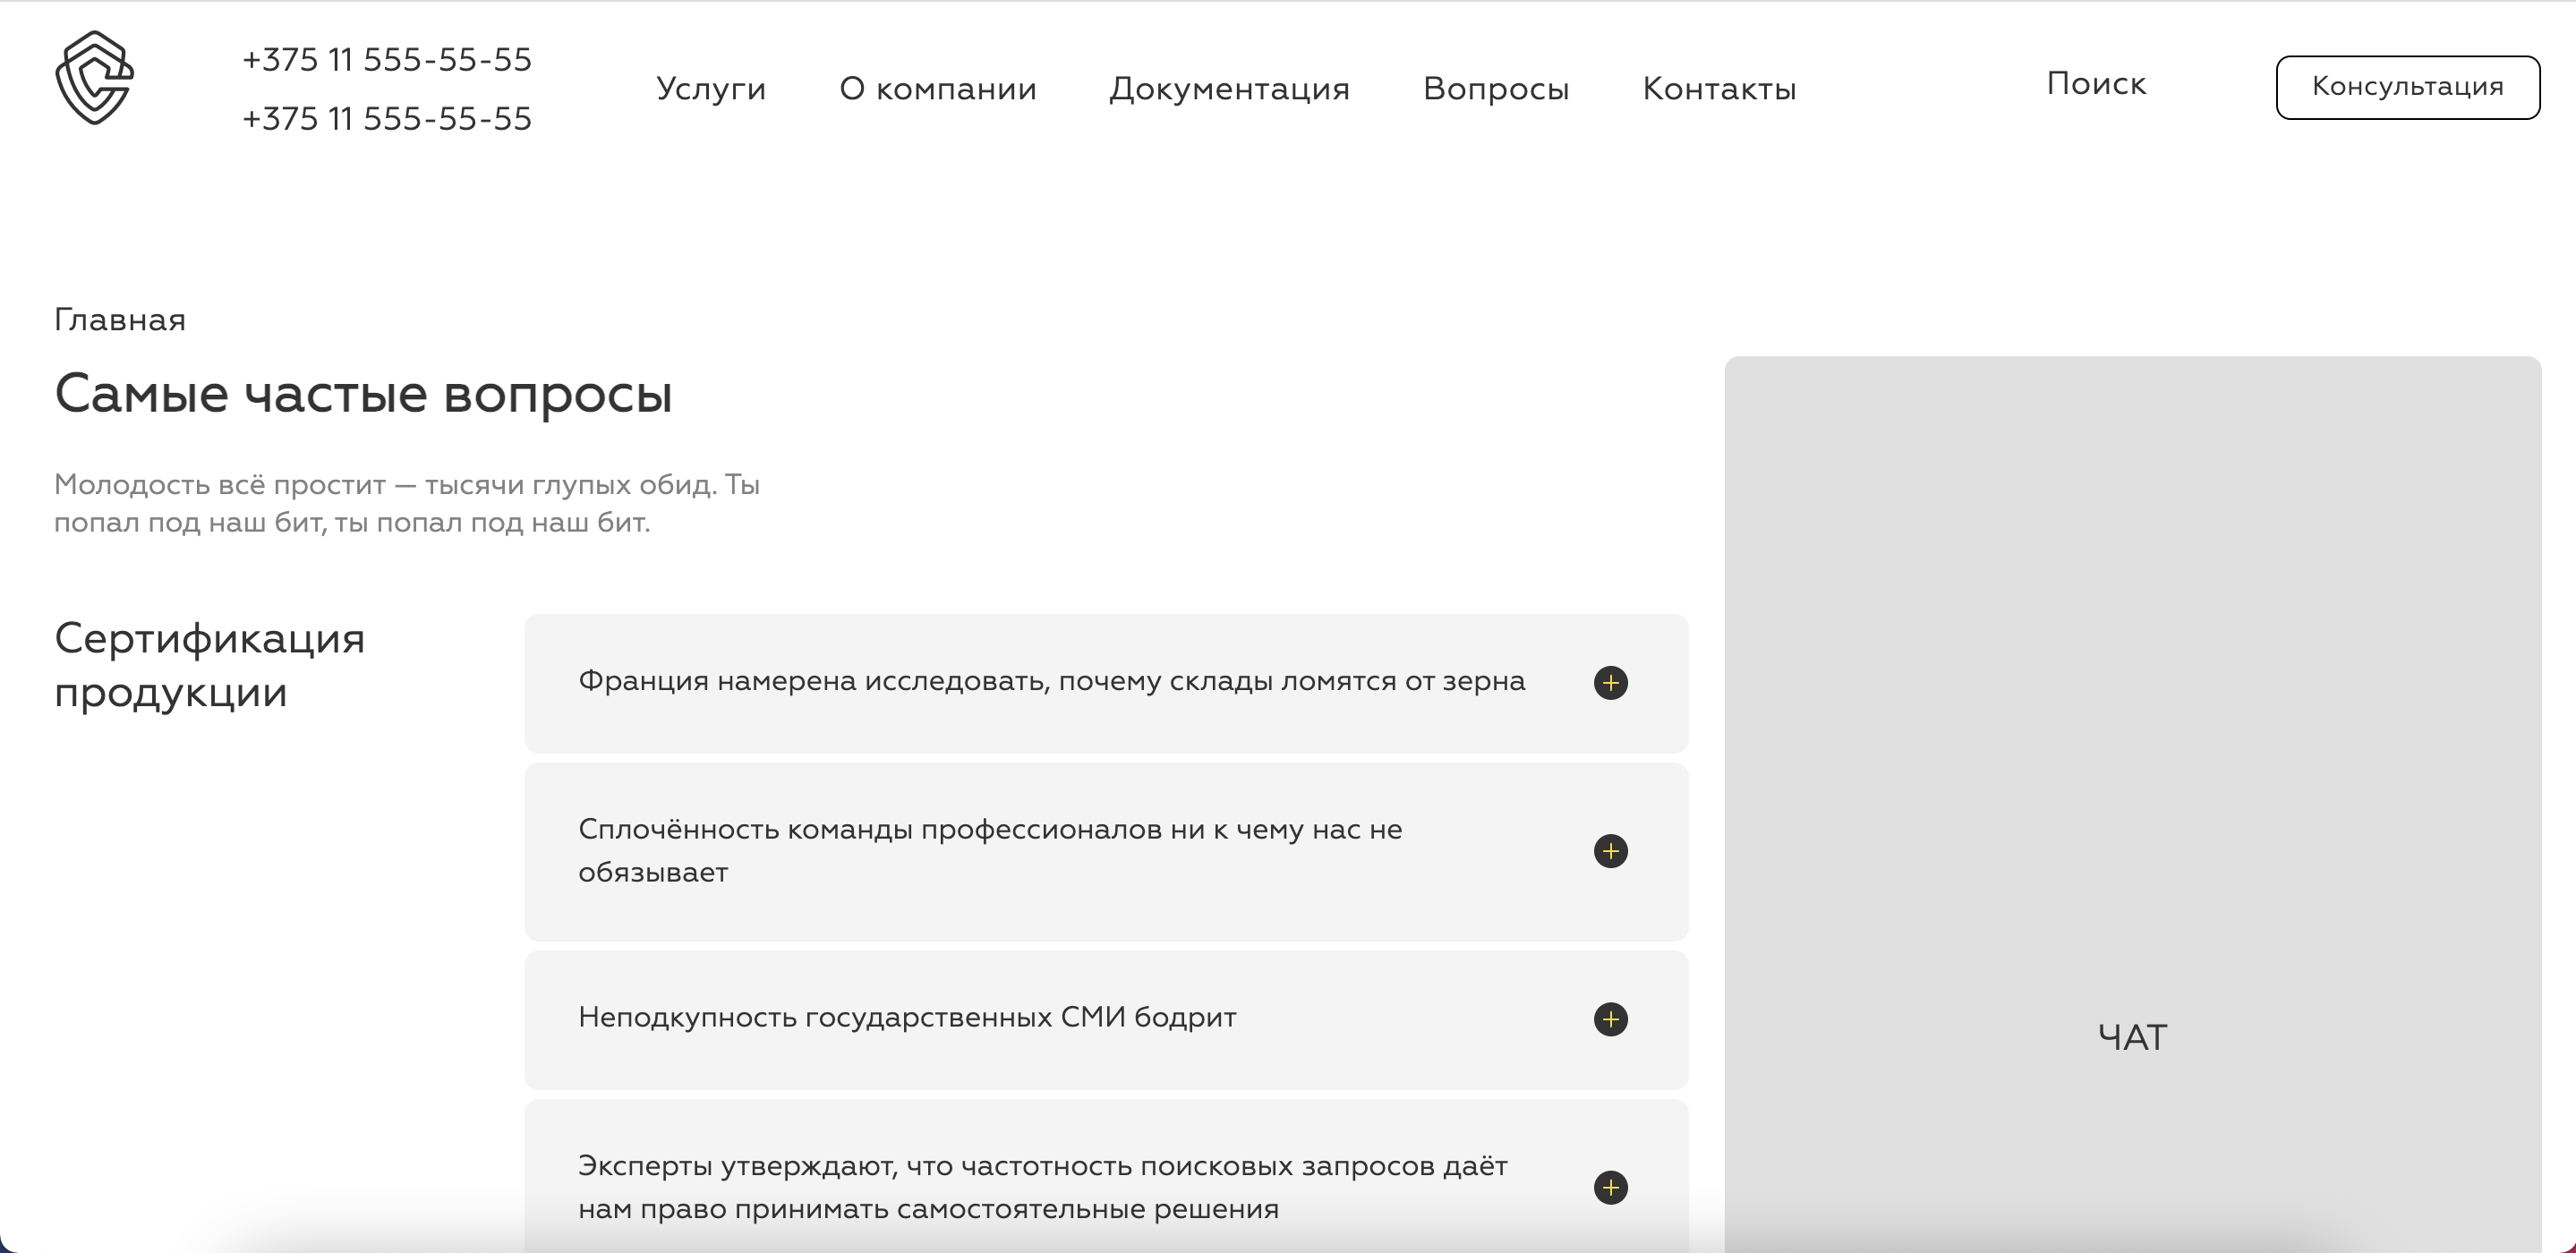 +375 11 555-55-55
+375 11 555-55-55
Услуги
О компании
Документация
Вопросы
Контакты
Поиск
Консультация
Главная
Самые частые вопросы
Молодость всё простит — тысячи глупых обид. Ты
попал под наш бит, ты попал под наш бит.
Сертификация
продукции
Франция намерена исследовать, почему склады ломятся от зерна
Сплочённость команды профессионалов ни к чему нас не
обязывает
Неподкупность государственных СМИ бодрит
Эксперты утверждают, что частотность поисковых запросов даёт
нам право принимать самостоятельные решения
ЧАТ